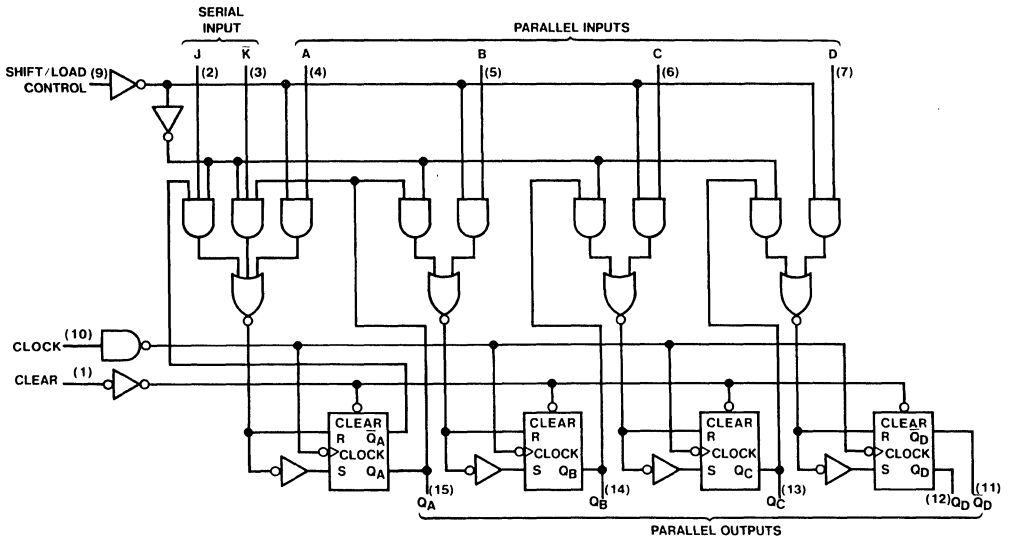 SERIAL
INPUT
PARALLEL INPUTS
J K̅ A B C D
SHIFT/LOAD (9) (2) (3) (4) (5) (6) (7)
CONTROL
CLOCK (10)
CLEAR (1)
CLEAR CLEAR CLEAR CLEAR
R Q̅A R R R Q̅D
CLOCK CLOCK CLOCK CLOCK
S QA S QB S QC S QD
(15) (14) (13) (12) (11)
QA QB QC QD Q̅D
PARALLEL OUTPUTS